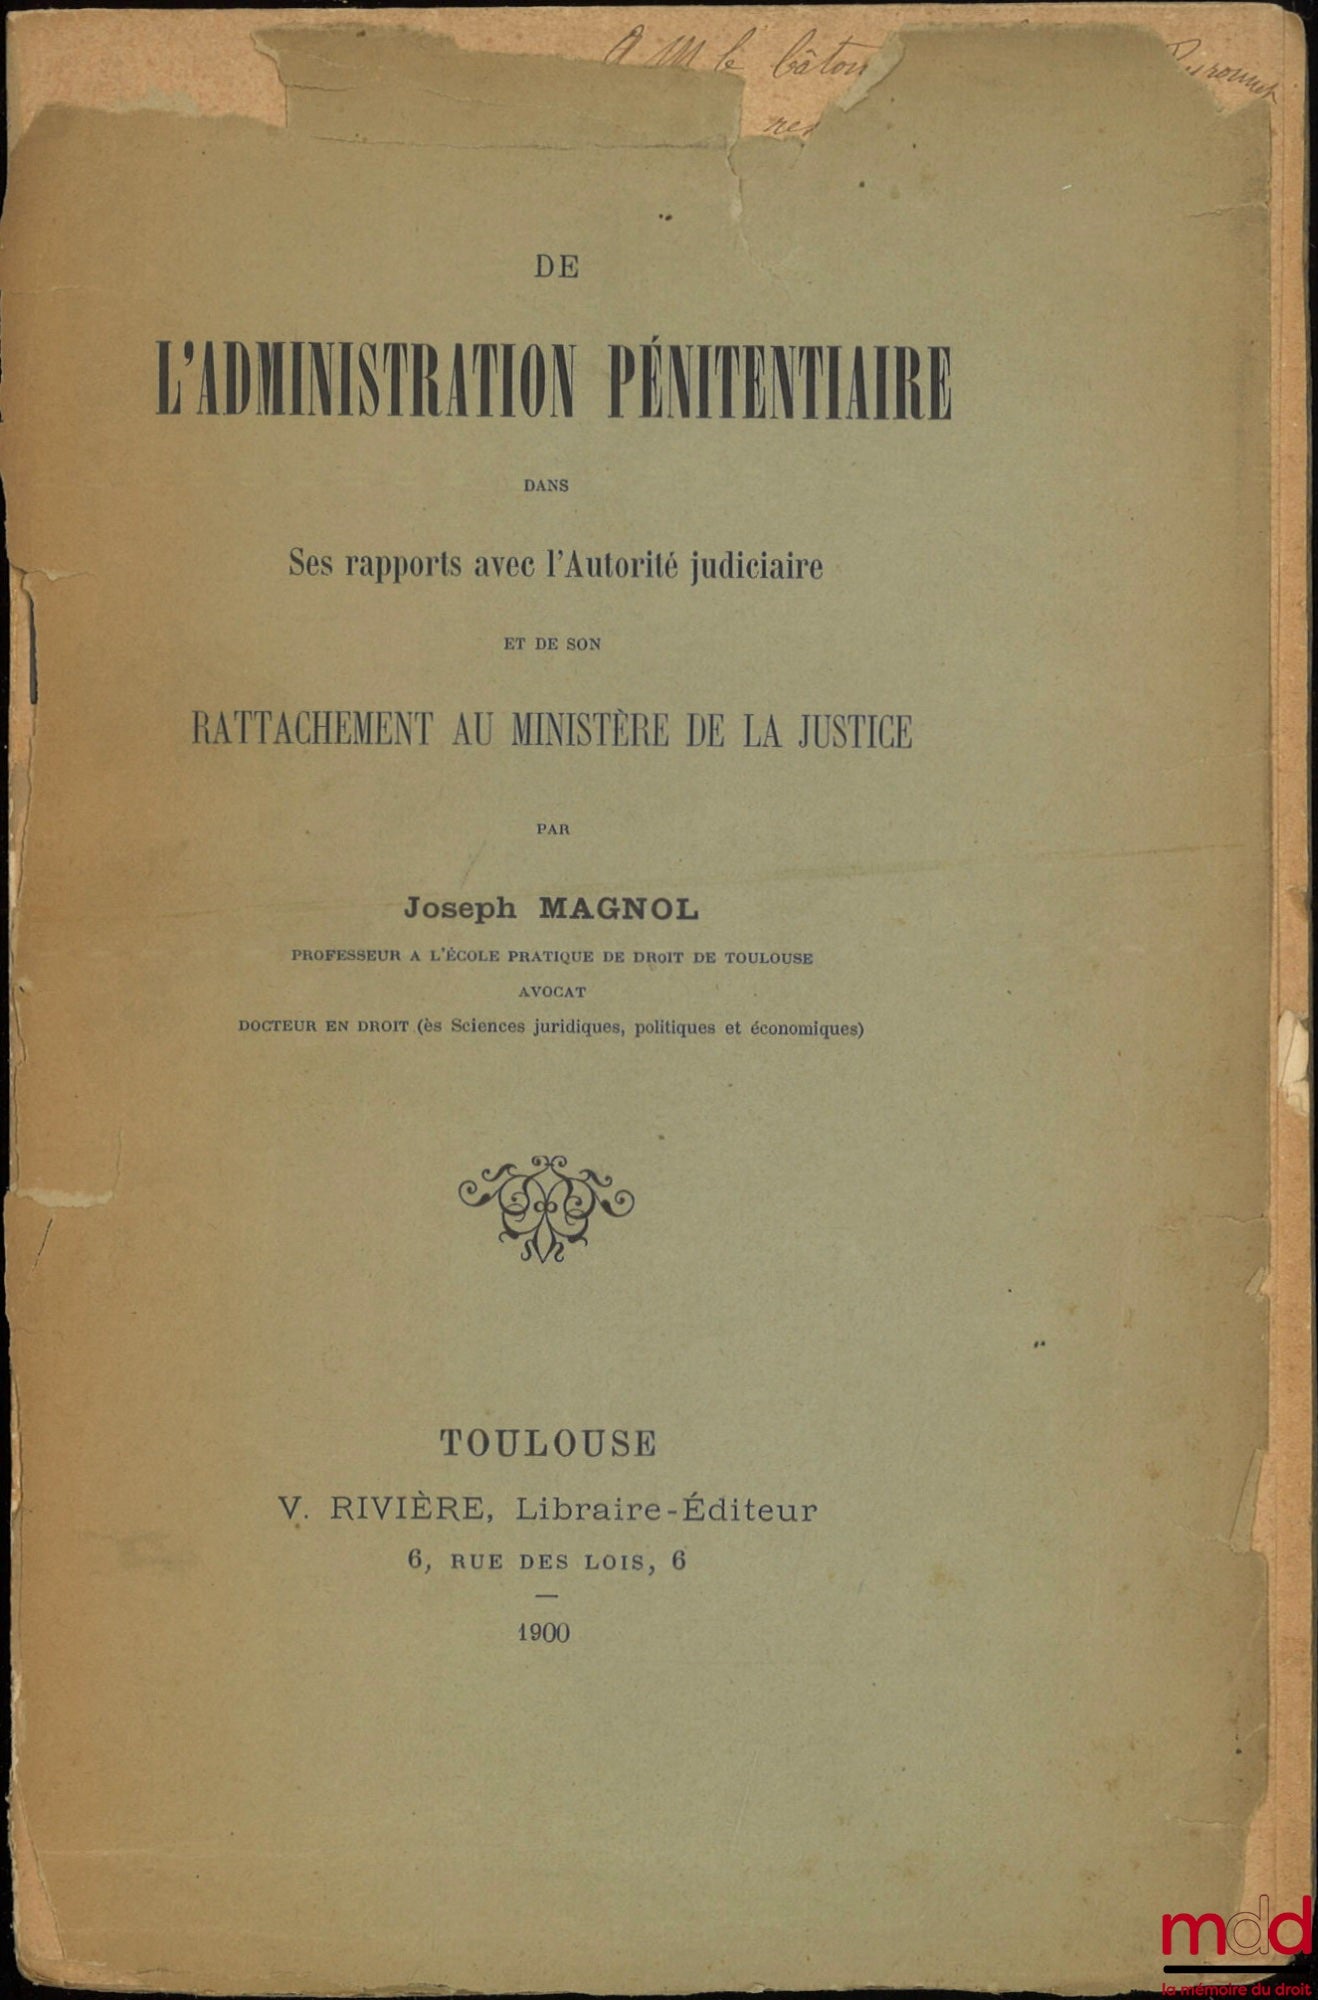 A M le bâton
DE
L'ADMINISTRATION PÉNITENTIAIRE
DANS
Ses rapports avec l'Autorité judiciaire
ET DE SON
RATTACHEMENT AU MINISTÈRE DE LA JUSTICE
PAR
Joseph MAGNOL
PROFESSEUR A L'ÉCOLE PRATIQUE DE DROIT DE TOULOUSE
AVOCAT
DOCTEUR EN DROIT (ès Sciences juridiques, politiques et économiques)
TOULOUSE
V. RIVIÈRE, Libraire-Éditeur
6, RUE DES LOIS, 6
1900
mdd
la mémoire du droit